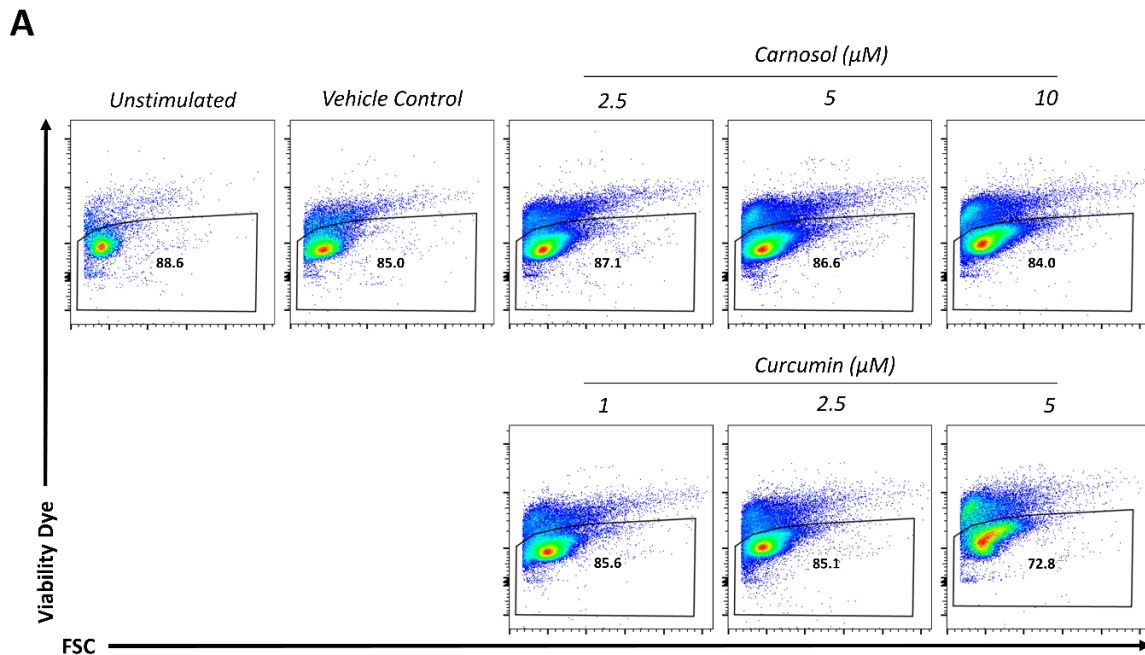 A
Carnosol (µM)
Unstimulated Vehicle Control 2.5 5 10
88.6 85.0 87.1 86.6 84.0
Curcumin (µM)
1 2.5 5
85.6 85.1 72.8
Viability Dye
FSC